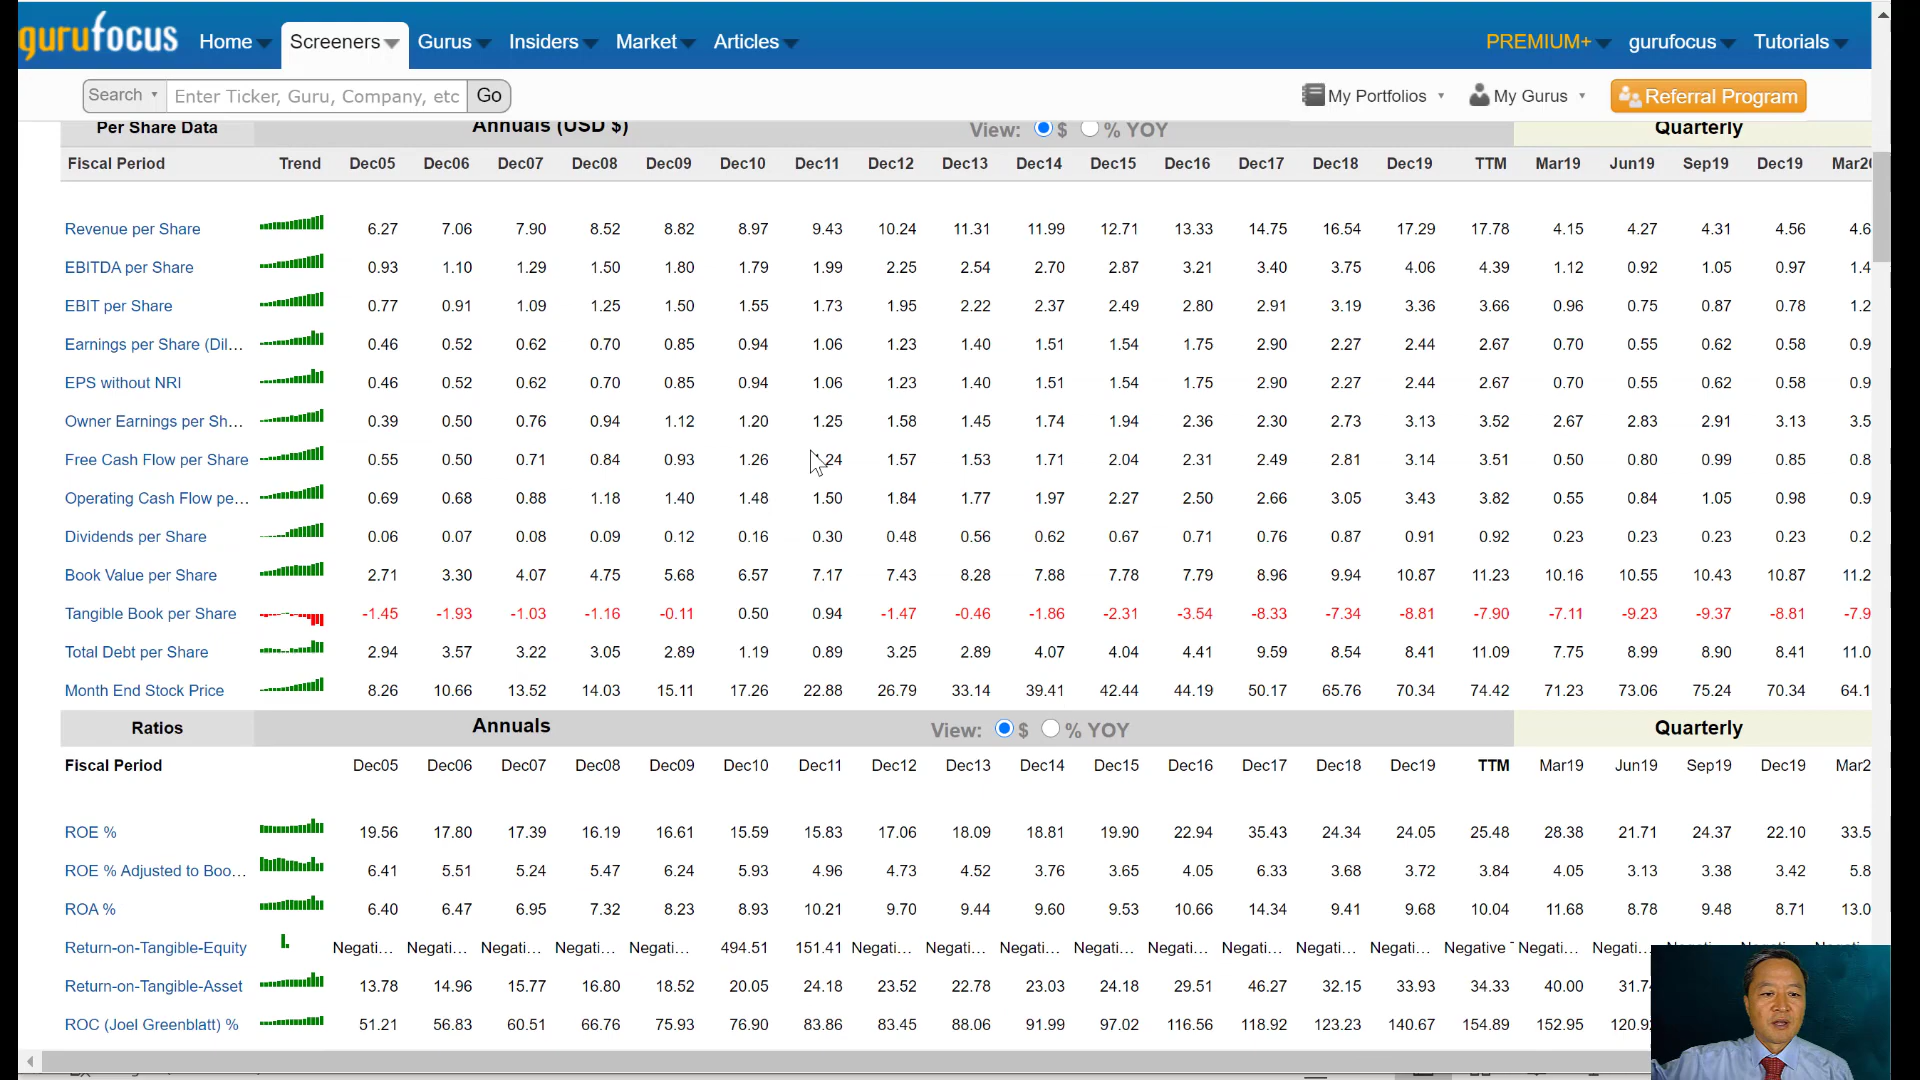 gurufocus Home Screeners Gurus Insiders Market Articles PREMIUM+ gurufocus Tutorials
Search Enter Ticker, Guru, Company, etc Go My Portfolios My Gurus Referral Program
Per Share Data Annuals (USD $) View: $ % YOY Quarterly
Fiscal Period Trend Dec05 Dec06 Dec07 Dec08 Dec09 Dec10 Dec11 Dec12 Dec13 Dec14 Dec15 Dec16 Dec17 Dec18 Dec19 TTM Mar19 Jun19 Sep19 Dec19 Mar20
Revenue per Share 6.27 7.06 7.90 8.52 8.82 8.97 9.43 10.24 11.31 11.99 12.71 13.33 14.75 16.54 17.29 17.78 4.15 4.27 4.31 4.56 4.6
EBITDA per Share 0.93 1.10 1.29 1.50 1.80 1.79 1.99 2.25 2.54 2.70 2.87 3.21 3.40 3.75 4.06 4.39 1.12 0.92 1.05 0.97 1.4
EBIT per Share 0.77 0.91 1.09 1.25 1.50 1.55 1.73 1.95 2.22 2.37 2.49 2.80 2.91 3.19 3.36 3.66 0.96 0.75 0.87 0.78 1.2
Earnings per Share (Dil... 0.46 0.52 0.62 0.70 0.85 0.94 1.06 1.23 1.40 1.51 1.54 1.75 2.90 2.27 2.44 2.67 0.70 0.55 0.62 0.58 0.9
EPS without NRI 0.46 0.52 0.62 0.70 0.85 0.94 1.06 1.23 1.40 1.51 1.54 1.75 2.90 2.27 2.44 2.67 0.70 0.55 0.62 0.58 0.9
Owner Earnings per Sh... 0.39 0.50 0.76 0.94 1.12 1.20 1.25 1.58 1.45 1.74 1.94 2.36 2.30 2.73 3.13 3.52 2.67 2.83 2.91 3.13 3.5
Free Cash Flow per Share 0.55 0.50 0.71 0.84 0.93 1.26 1.24 1.57 1.53 1.71 2.04 2.31 2.49 2.81 3.14 3.51 0.50 0.80 0.99 0.85 0.8
Operating Cash Flow pe... 0.69 0.68 0.88 1.18 1.40 1.48 1.50 1.84 1.77 1.97 2.27 2.50 2.66 3.05 3.43 3.82 0.55 0.84 1.05 0.98 0.9
Dividends per Share 0.06 0.07 0.08 0.09 0.12 0.16 0.30 0.48 0.56 0.62 0.67 0.71 0.76 0.87 0.91 0.92 0.23 0.23 0.23 0.23 0.2
Book Value per Share 2.71 3.30 4.07 4.75 5.68 6.57 7.17 7.43 8.28 7.88 7.78 7.79 8.96 9.94 10.87 11.23 10.16 10.55 10.43 10.87 11.2
Tangible Book per Share -1.45 -1.93 -1.03 -1.16 -0.11 0.50 0.94 -1.47 -0.46 -1.86 -2.31 -3.54 -8.33 -7.34 -8.81 -7.90 -7.11 -9.23 -9.37 -8.81 -7.9
Total Debt per Share 2.94 3.57 3.22 3.05 2.89 1.19 0.89 3.25 2.89 4.07 4.04 4.41 9.59 8.54 8.41 11.09 7.75 8.99 8.90 8.41 11.0
Month End Stock Price 8.26 10.66 13.52 14.03 15.11 17.26 22.88 26.79 33.14 39.41 42.44 44.19 50.17 65.76 70.34 74.42 71.23 73.06 75.24 70.34 64.1
Ratios Annuals View: $ % YOY Quarterly
Fiscal Period Dec05 Dec06 Dec07 Dec08 Dec09 Dec10 Dec11 Dec12 Dec13 Dec14 Dec15 Dec16 Dec17 Dec18 Dec19 TTM Mar19 Jun19 Sep19 Dec19 Mar2
ROE % 19.56 17.80 17.39 16.19 16.61 15.59 15.83 17.06 18.09 18.81 19.90 22.94 35.43 24.34 24.05 25.48 28.38 21.71 24.37 22.10 33.5
ROE % Adjusted to Boo... 6.41 5.51 5.24 5.47 6.24 5.93 4.96 4.73 4.52 3.76 3.65 4.05 6.33 3.68 3.72 3.84 4.05 3.13 3.38 3.42 5.8
ROA % 6.40 6.47 6.95 7.32 8.23 8.93 10.21 9.70 9.44 9.60 9.53 10.66 14.34 9.41 9.68 10.04 11.68 8.78 9.48 8.71 13.0
Return-on-Tangible-Equity Negati... Negati... Negati... Negati... Negati... 494.51 151.41 Negati... Negati... Negati... Negati... Negati... Negati... Negati... Negati... Negative Negati... Negati...
Return-on-Tangible-Asset 13.78 14.96 15.77 16.80 18.52 20.05 24.18 23.52 22.78 23.03 24.18 29.51 46.27 32.15 33.93 34.33 40.00 31.7
ROC (Joel Greenblatt) % 51.21 56.83 60.51 66.76 75.93 76.90 83.86 83.45 88.06 91.99 97.02 116.56 118.92 123.23 140.67 154.89 152.95 120.9